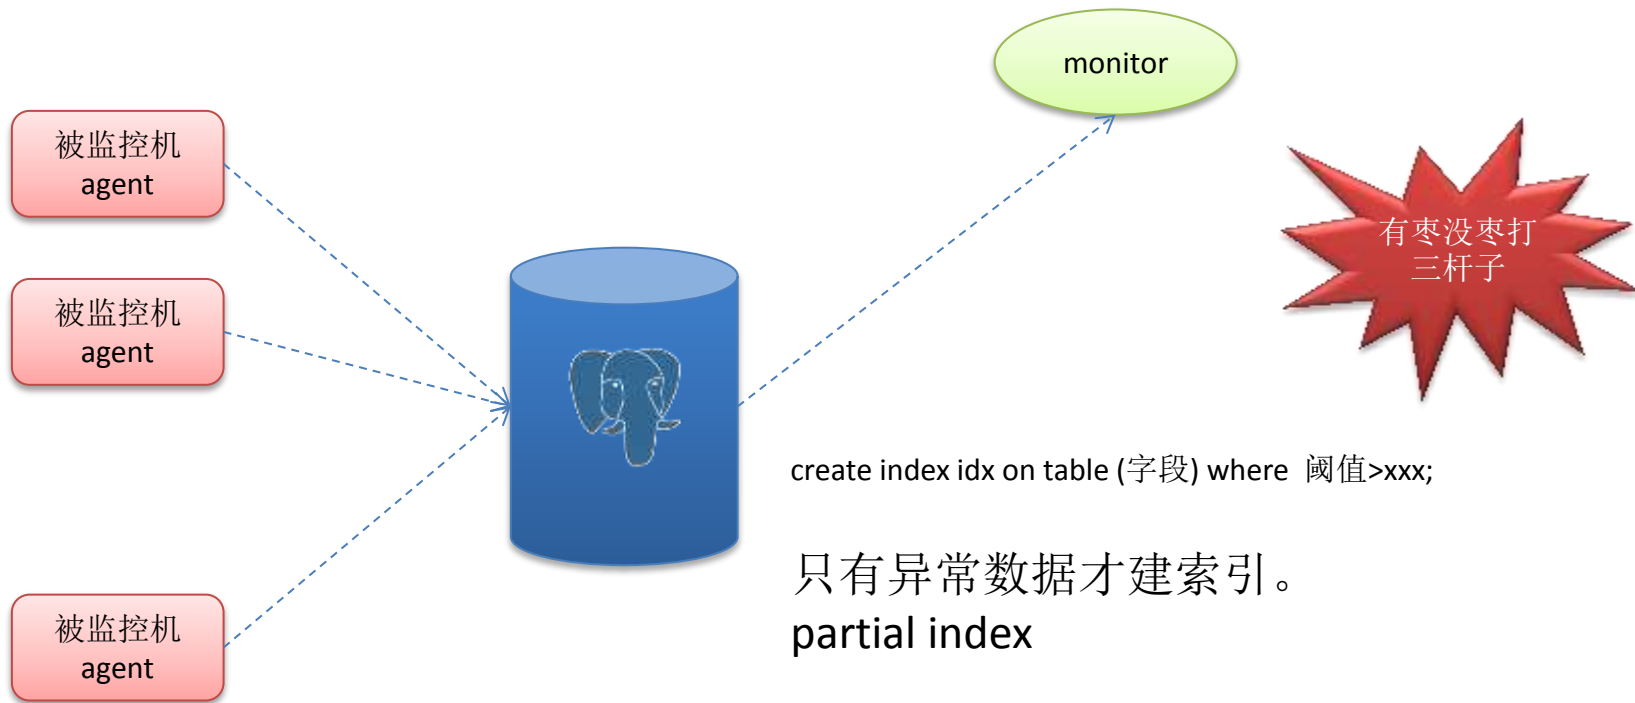 monitor
被监控机
agent
有枣没枣打
三杆子
被监控机
agent
create index idx on table (字段) where 阈值>xxx;
只有异常数据才建索引。
partial index
被监控机
agent